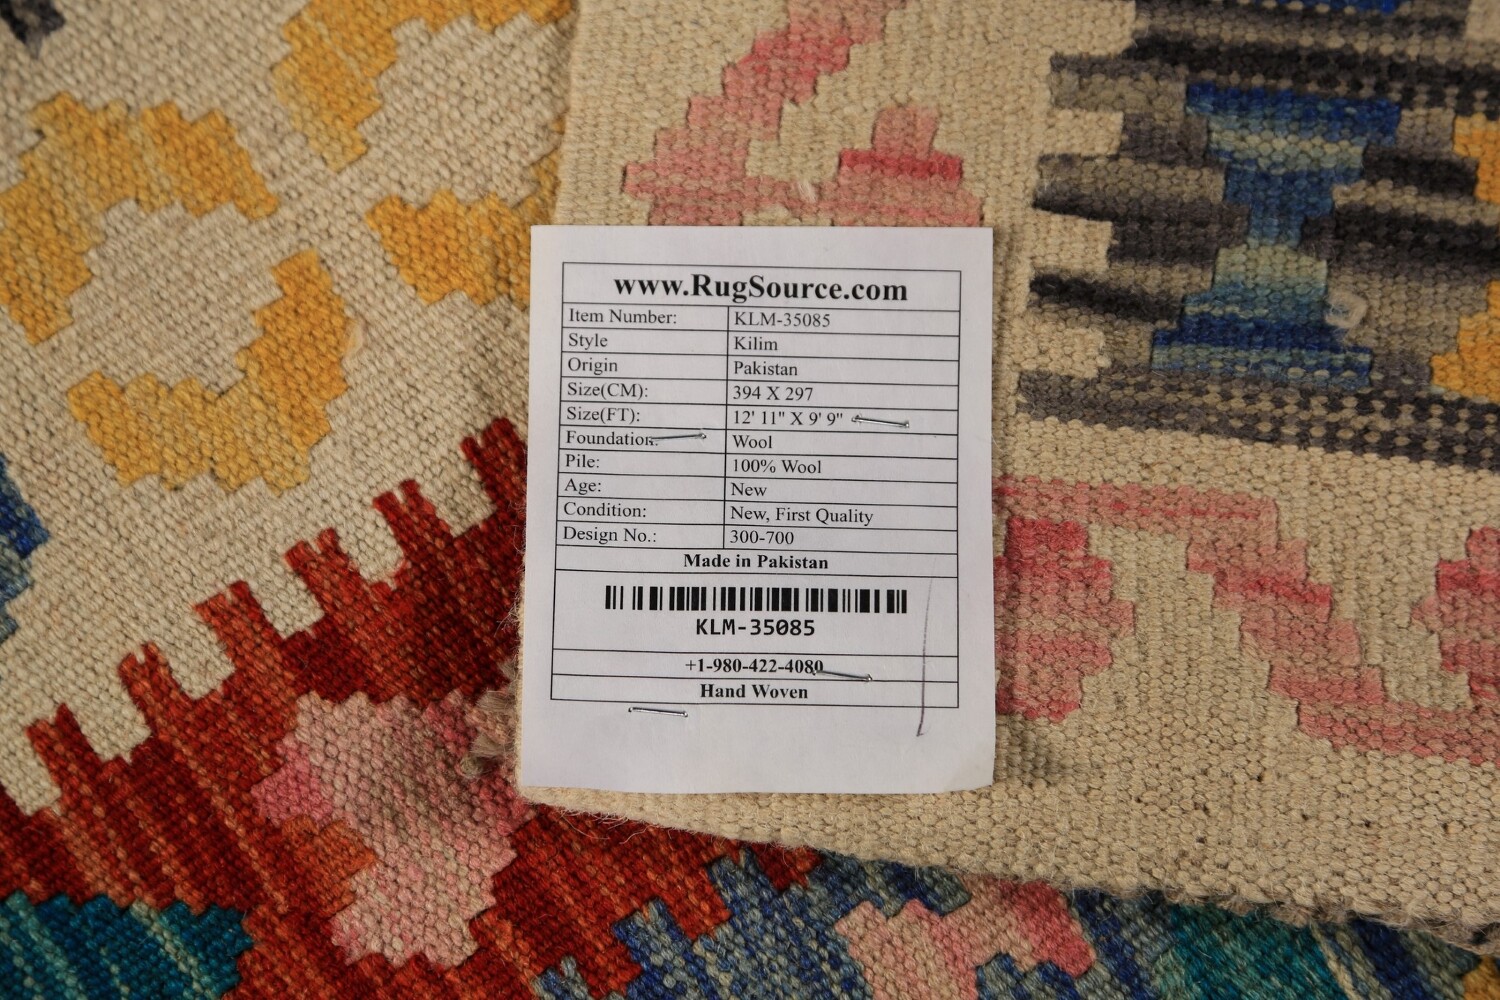 www.RugSource.com
Item Number: KLM-35085
Style Kilim
Origin Pakistan
Size(CM): 394 X 297
Size(FT): 12' 11" X 9' 9"
Foundation: Wool
Pile: 100% Wool
Age: New
Condition: New, First Quality
Design No.: 300-700
Made in Pakistan
KLM-35085
+1-980-422-4080
Hand Woven